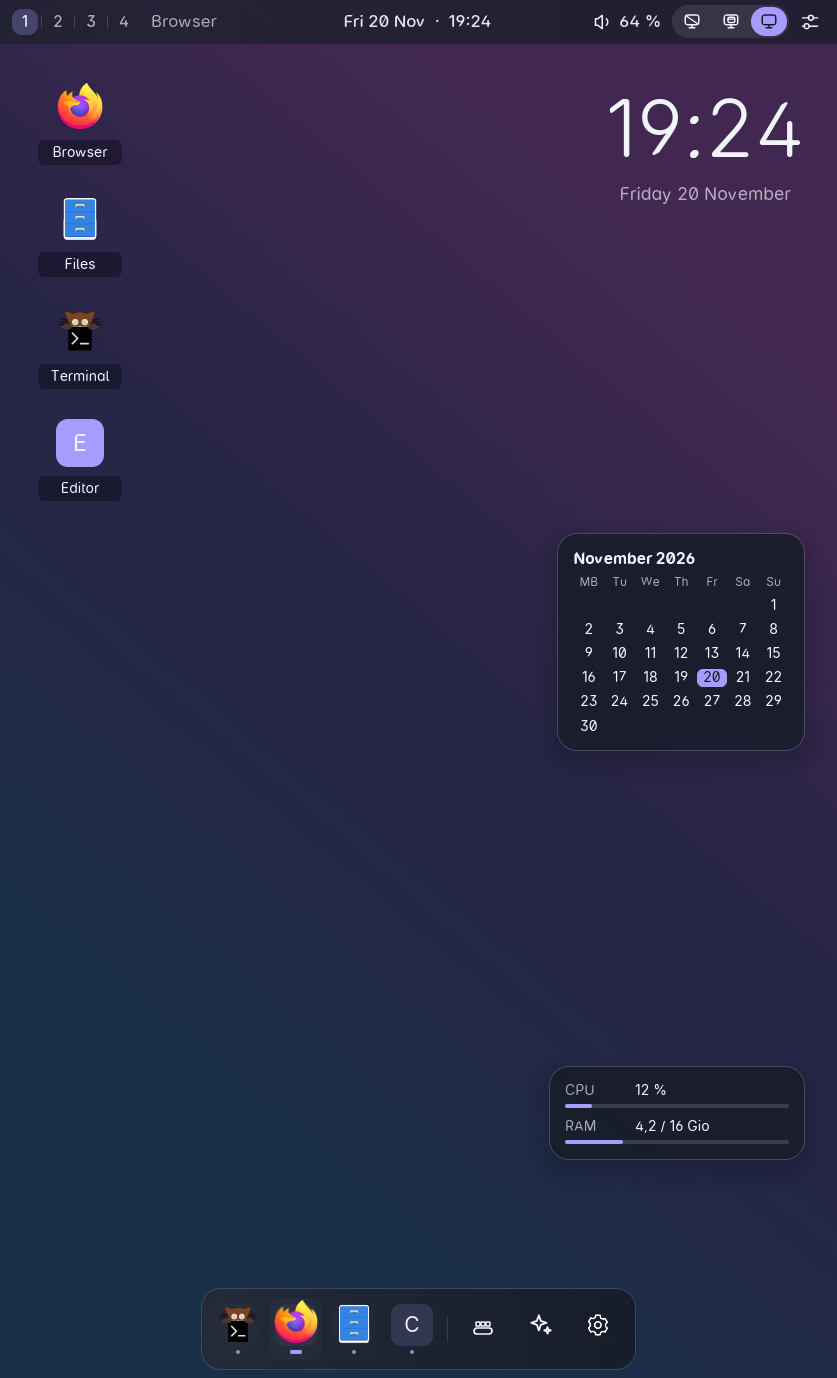 1 2 3 4 Browser Fri 20 Nov · 19:24 64 %
19:24
Friday 20 November
Browser
Files
Terminal
E
Editor
November 2026
MB Tu We Th Fr Sa Su
1
2 3 4 5 6 7 8
9 10 11 12 13 14 15
16 17 18 19 20 21 22
23 24 25 26 27 28 29
30
CPU 12 %
RAM 4,2 / 16 Gio
C